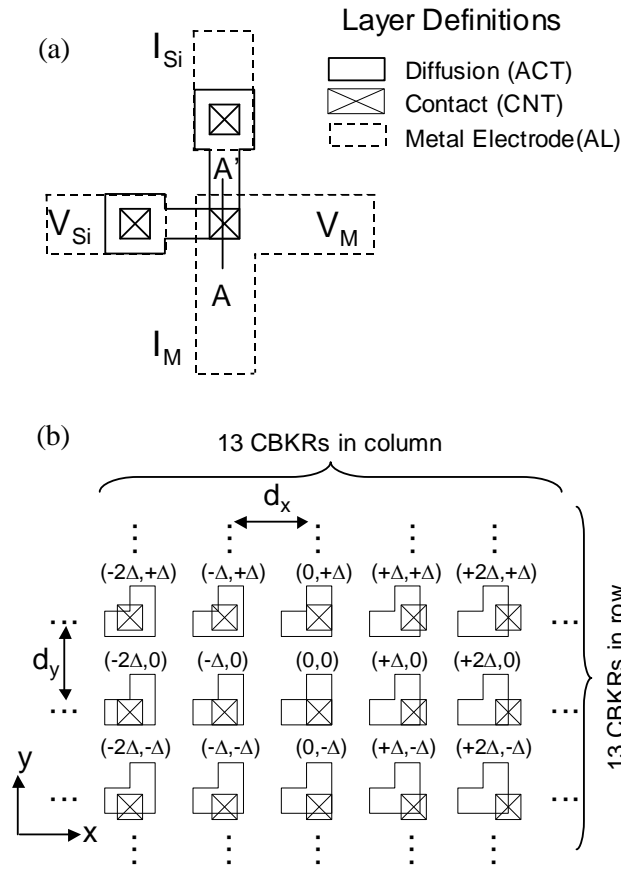 (a)
I_Si
Layer Definitions
Diffusion (ACT)
Contact (CNT)
Metal Electrode(AL)
A'
V_Si
V_M
A
I_M
(b)
13 CBKRs in column
d_x
(-2Δ,+Δ) (-Δ,+Δ) (0,+Δ) (+Δ,+Δ) (+2Δ,+Δ)
d_y
(-2Δ,0) (-Δ,0) (0,0) (+Δ,0) (+2Δ,0)
(-2Δ,-Δ) (-Δ,-Δ) (0,-Δ) (+Δ,-Δ) (+2Δ,-Δ)
13 CBKRs in row
y
x